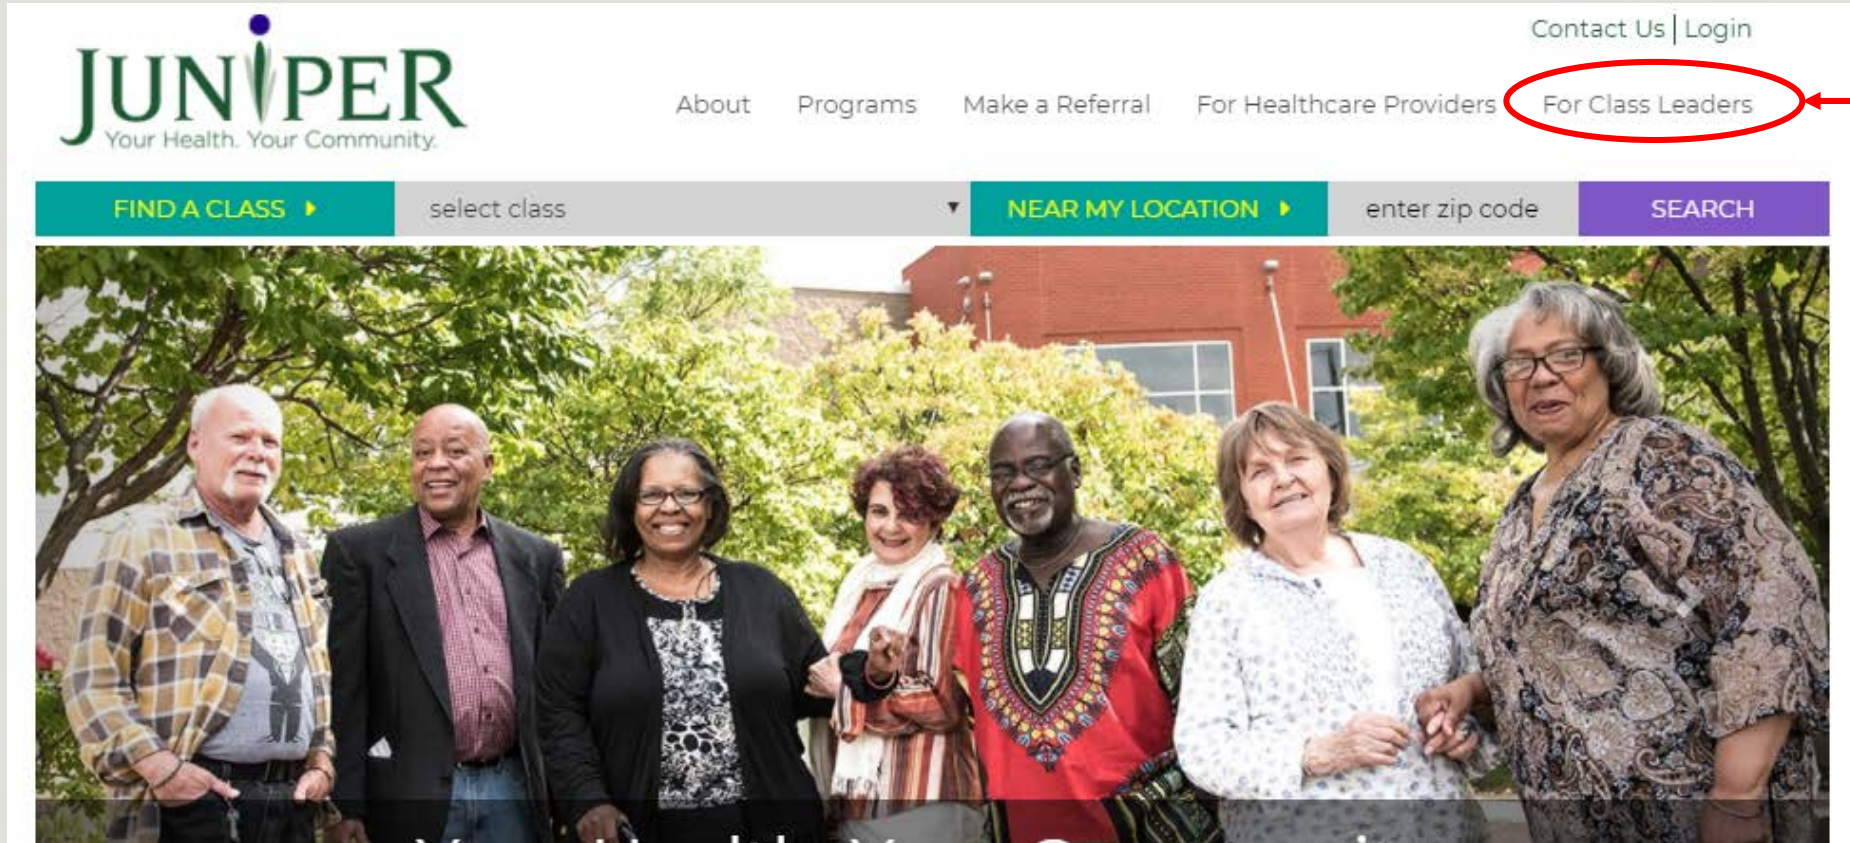 Contact Us | Login
JUNIPER
Your Health. Your Community.
About Programs Make a Referral For Healthcare Providers For Class Leaders
FIND A CLASS select class NEAR MY LOCATION enter zip code SEARCH